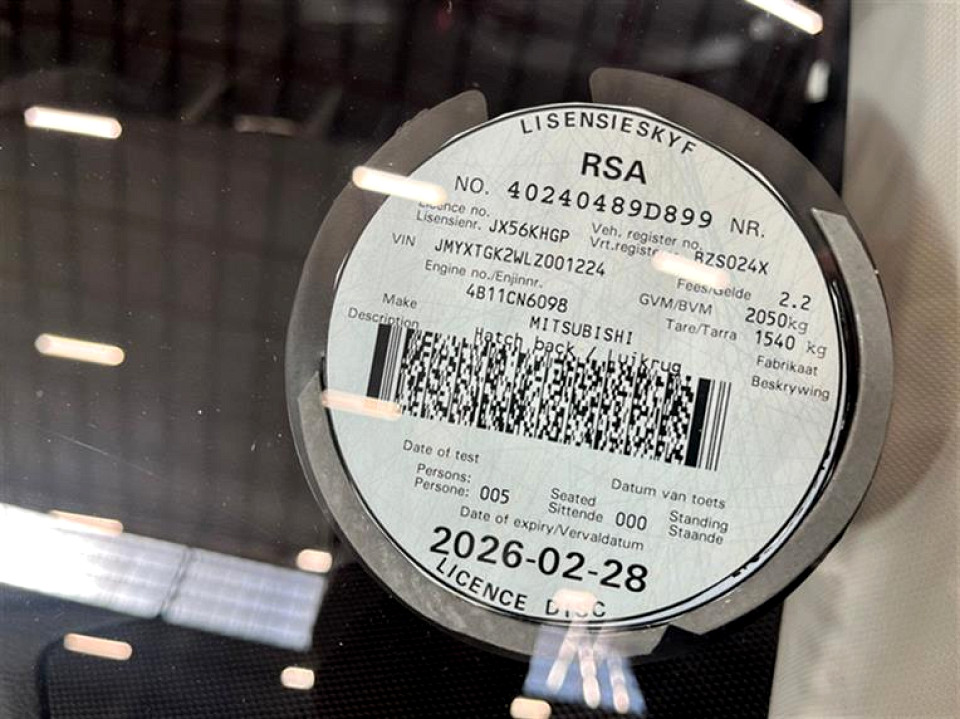 LISENSIESKYF
RSA
NO. 40240489D899 NR.
Licence no. Veh. register no.
Lisensienr. JX56KHGP Vrt.registernr. RZS024X
VIN JMYXTGK2WLZ001224 Fees/Gelde 2.2
Engine no./Enjinnr. GVM/BVM 2050kg
4B11CN6098 Tare/Tarra 1540 kg
Make MITSUBISHI Fabrikaat
Description Hatch back / Luikrug Beskrywing
Date of test Datum van toets
Persons: Seated Standing
Persone: 005 Sittende 000 Staande
Date of expiry/Vervaldatum
2026-02-28
LICENCE DISC